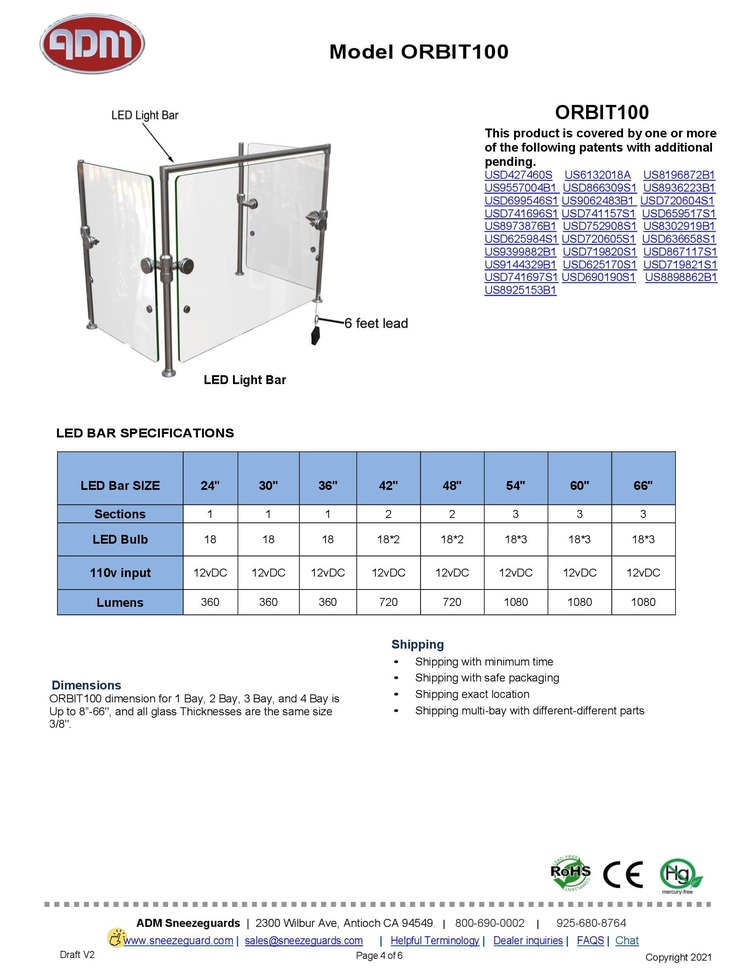 ADM
Model ORBIT100
LED Light Bar
6 feet lead
LED Light Bar
ORBIT100
This product is covered by one or more
of the following patents with additional
pending.
USD427460S US6132018A US8196872B1
US9557004B1 USD866309S1 US8936223B1
USD699546S1 US9062483B1 USD720604S1
USD741696S1 USD741157S1 USD659517S1
US8973876B1 USD752908S1 US8302919B1
USD625984S1 USD720605S1 USD636658S1
US9399882B1 USD719820S1 USD867117S1
US9144329B1 USD625170S1 USD719821S1
USD741697S1 USD690190S1 US8898862B1
US8925153B1
LED BAR SPECIFICATIONS
LED Bar SIZE 24" 30" 36" 42" 48" 54" 60" 66"
Sections 1 1 1 2 2 3 3 3
LED Bulb 18 18 18 18*2 18*2 18*3 18*3 18*3
110v input 12vDC 12vDC 12vDC 12vDC 12vDC 12vDC 12vDC 12vDC
Lumens 360 360 360 720 720 1080 1080 1080
Dimensions
ORBIT100 dimension for 1 Bay, 2 Bay, 3 Bay, and 4 Bay is
Up to 8”-66", and all glass Thicknesses are the same size
3/8".
Shipping
• Shipping with minimum time
• Shipping with safe packaging
• Shipping exact location
• Shipping multi-bay with different-different parts
LEAD FREE
RoHS
COMPLIANT
CE
Hg
mercury-free
ADM Sneezeguards | 2300 Wilbur Ave, Antioch CA 94549. | 800-690-0002 | 925-680-8764
www.sneezeguard.com | sales@sneezeguards.com | Helpful Terminology | Dealer inquiries | FAQS | Chat
Draft V2
Page 4 of 6
Copyright 2021